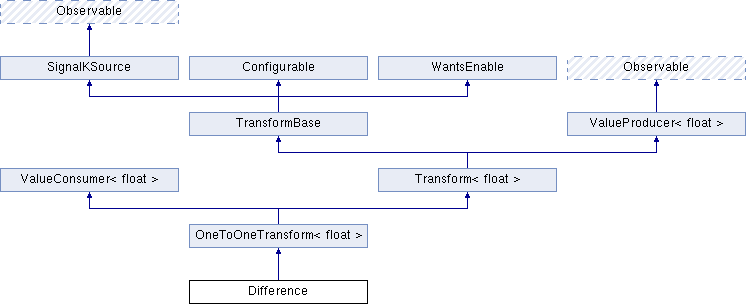 Observable
SignalKSource
Configurable
WantsEnable
Observable
TransformBase
ValueProducer< float >
ValueConsumer< float >
Transform< float >
OneToOneTransform< float >
Difference